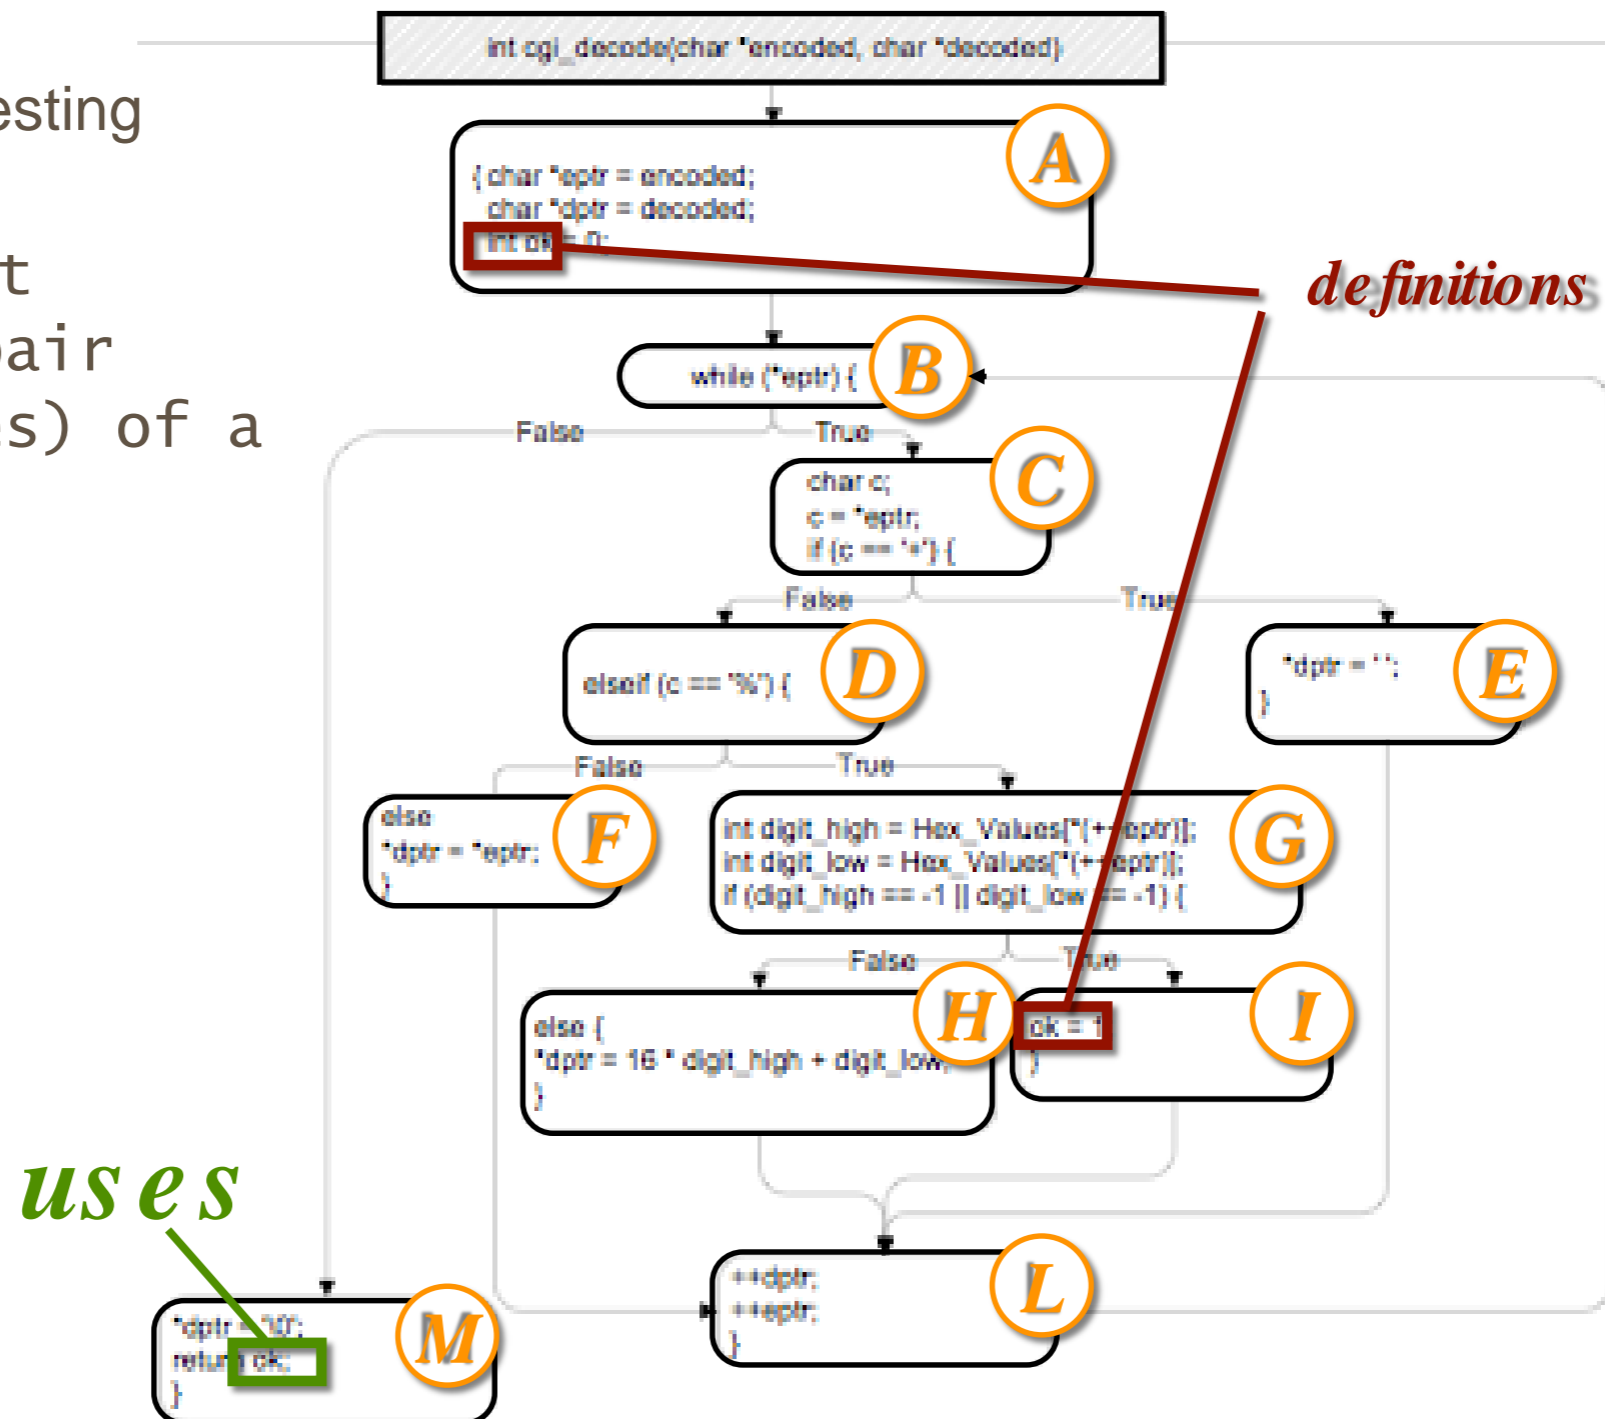 int cgi_decode(char *encoded, char *decoded)
esting
A
{ char *eptr = encoded;
char *dptr = decoded;
int ok = 0;
t
definitions
pair
B
while (*eptr) {
es) of a
False
True
C
char c;
c = *eptr;
if (c == '+') {
False
True
D
elseif (c == '%') {
E
*dptr = ' ';
}
False
True
F
else
*dptr = *eptr;
}
G
int digit_high = Hex_Values[*(++eptr)];
int digit_low = Hex_Values[*(++eptr)];
if (digit_high == -1 || digit_low == -1) {
False
True
H
else {
*dptr = 16 * digit_high + digit_low;
}
I
ok = 1;
}
uses
L
++dptr;
++eptr;
}
M
*dptr = '\0';
return ok;
}